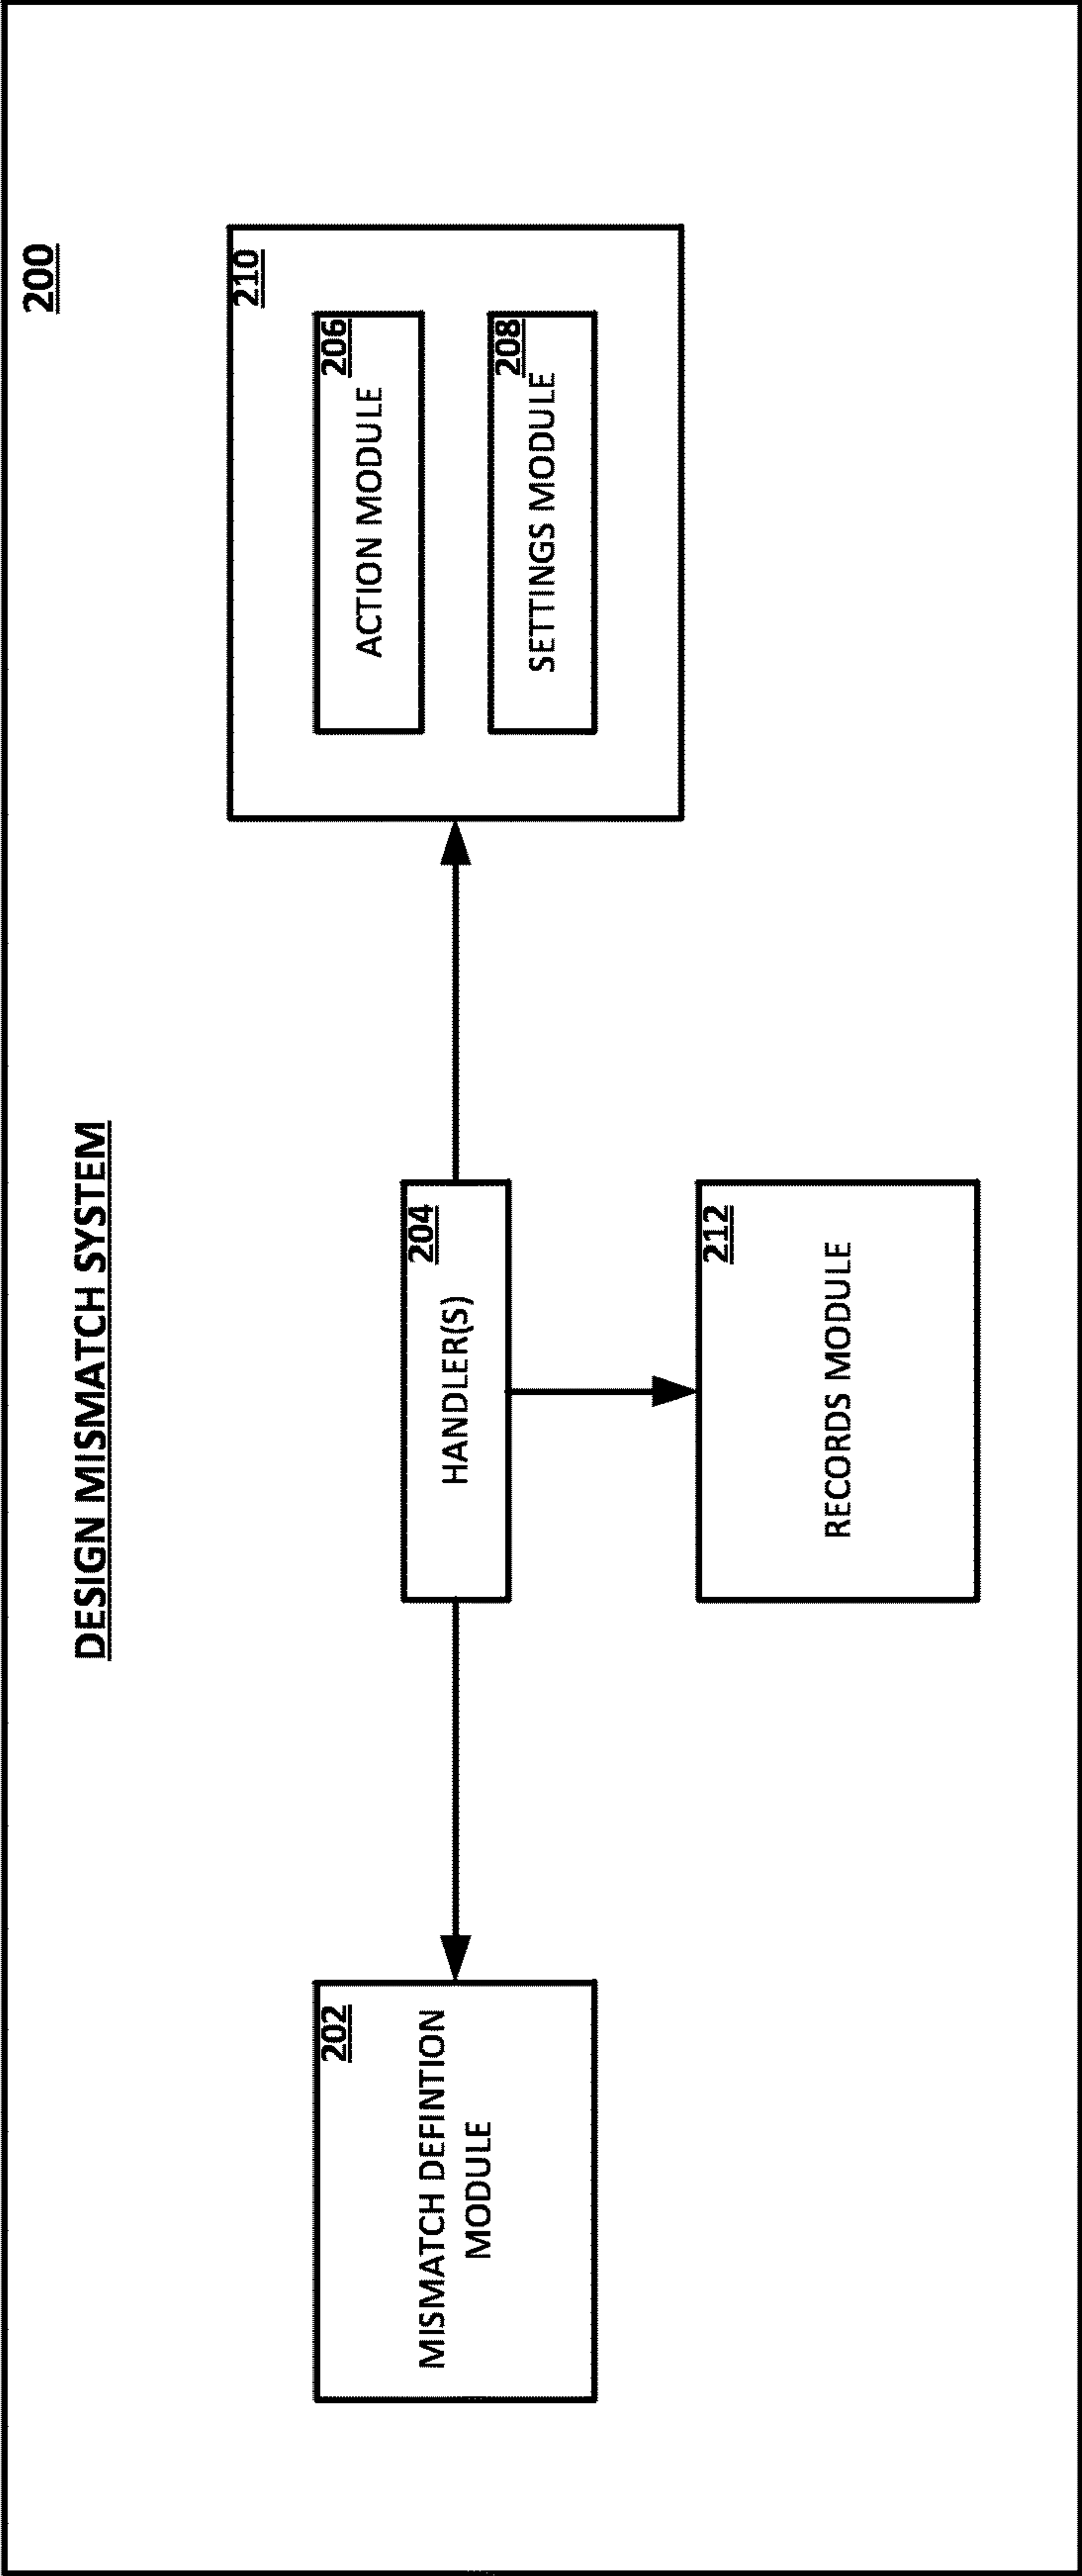 200
DESIGN MISMATCH SYSTEM
202
MISMATCH DEFINTION
MODULE
204
HANDLER(S)
210
206
ACTION MODULE
208
SETTINGS MODULE
212
RECORDS MODULE